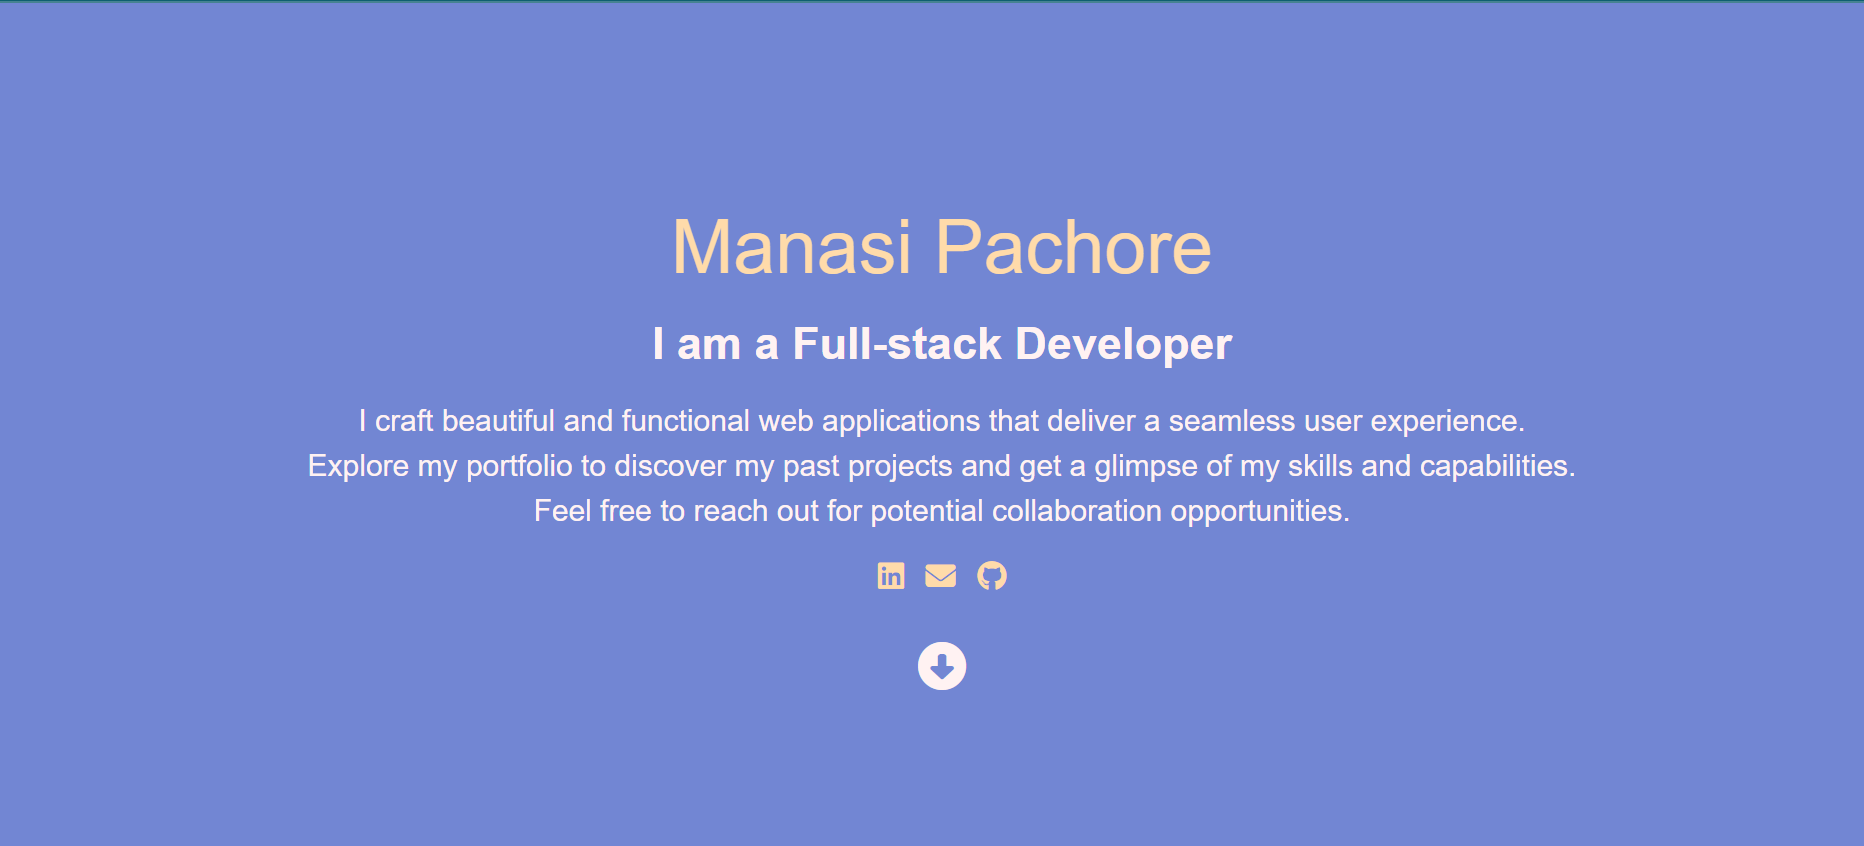 Manasi Pachore
I am a Full-stack Developer
I craft beautiful and functional web applications that deliver a seamless user experience.
Explore my portfolio to discover my past projects and get a glimpse of my skills and capabilities.
Feel free to reach out for potential collaboration opportunities.
in